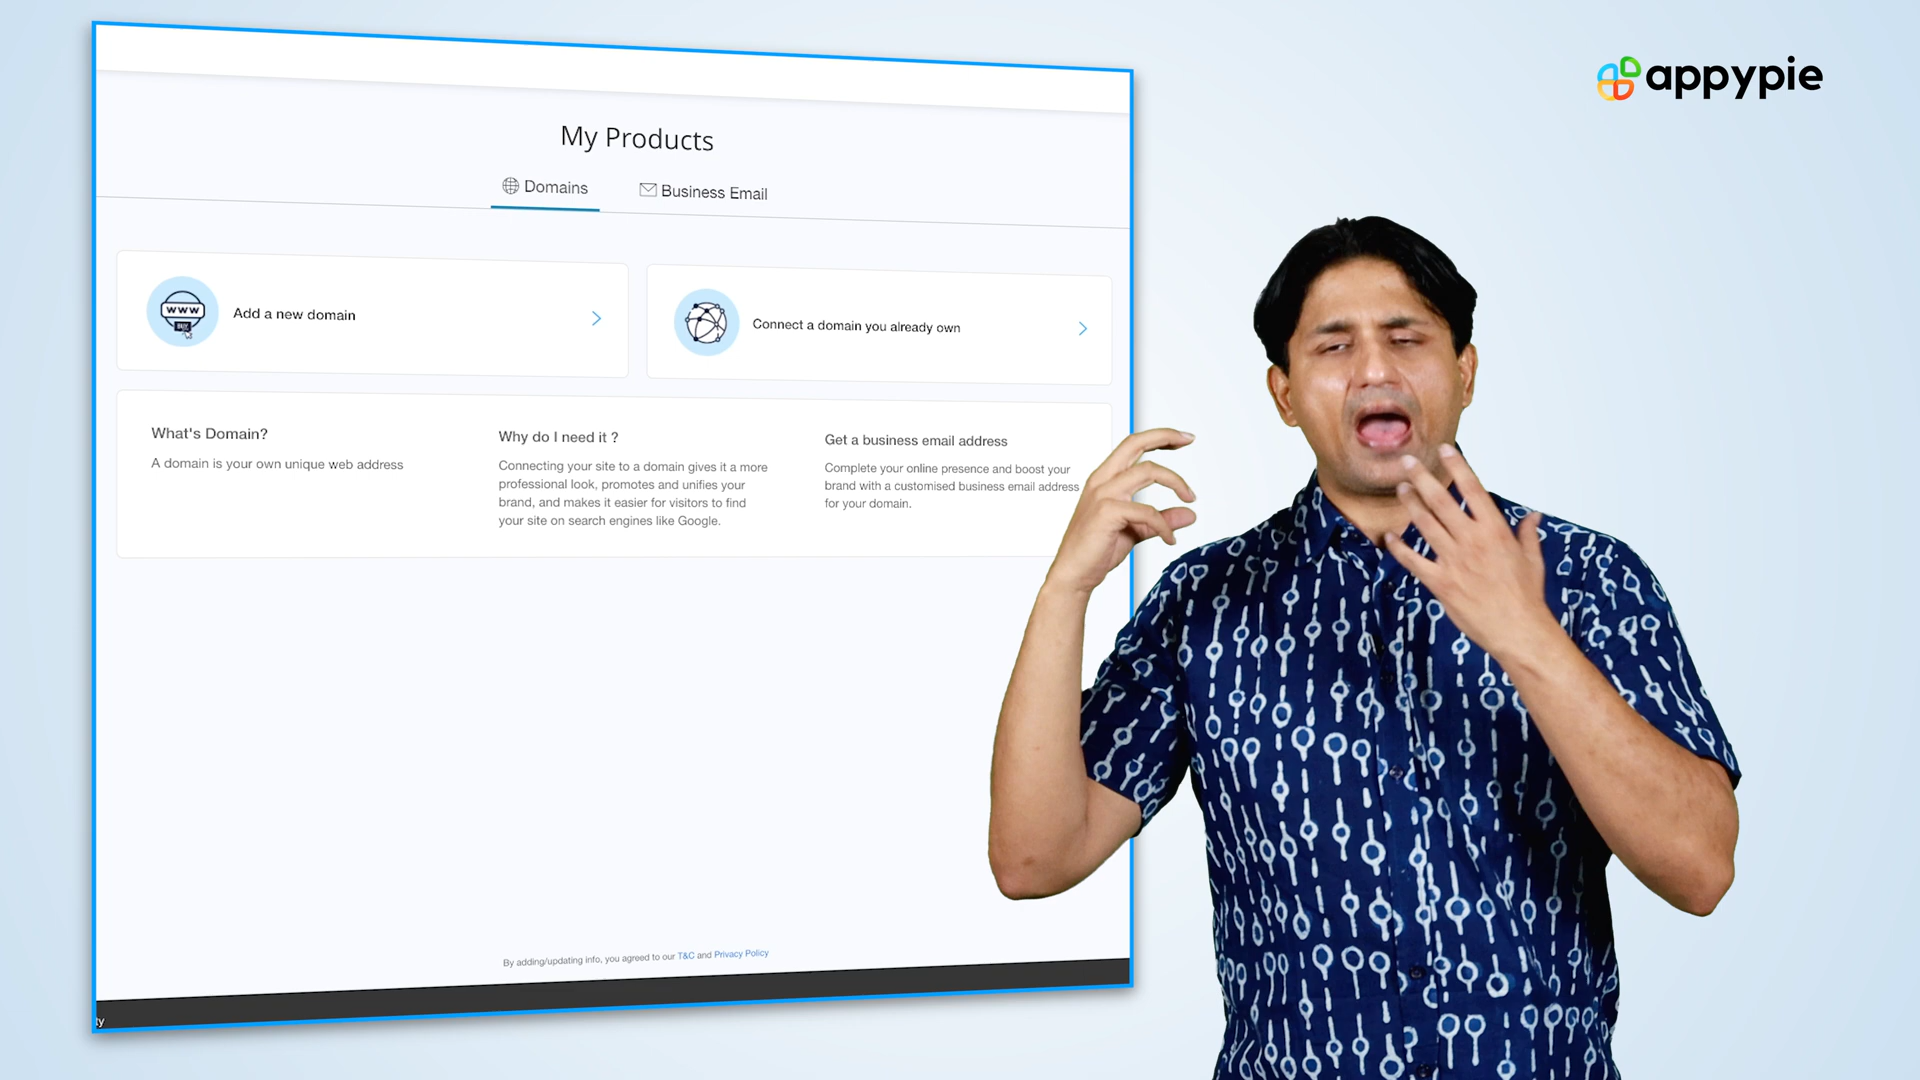 appypie
My Products
Domains
Business Email
www
Add a new domain
Connect a domain you already own
What's Domain?
A domain is your own unique web address
Why do I need it ?
Connecting your site to a domain gives it a more
professional look, promotes and unifies your
brand, and makes it easier for visitors to find
your site on search engines like Google.
Get a business email address
Complete your online presence and boost your
brand with a customised business email address
for your domain.
By adding/updating info, you agreed to our T&C and Privacy Policy
ty